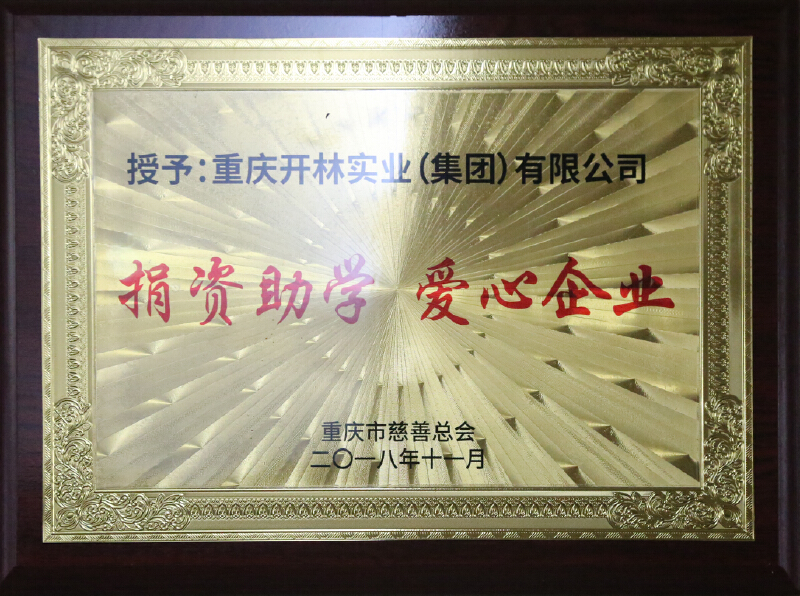 授予：重庆开林实业（集团）有限公司
捐资助学 爱心企业
重庆市慈善总会
二〇一八年十一月